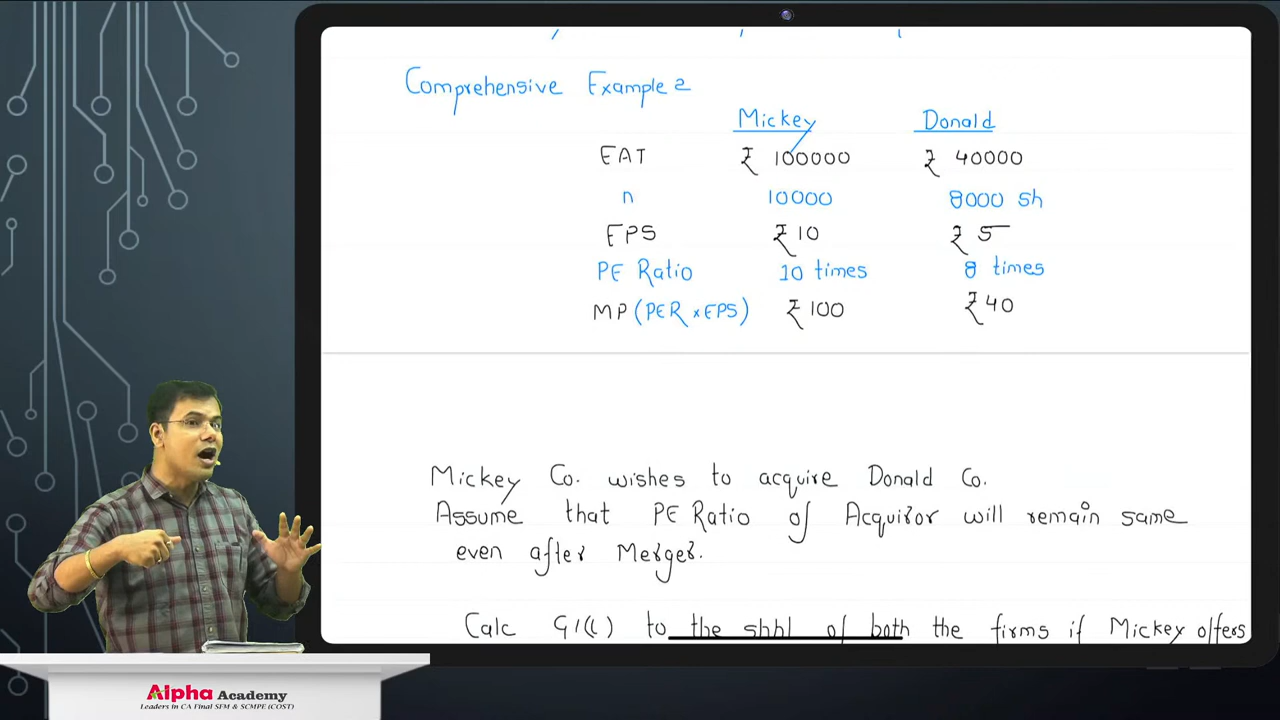 Comprehensive Example 2
Mickey Donald
EAT ₹ 100000 ₹ 40000
n 10000 8000 sh
EPS ₹ 10 ₹ 5
PE Ratio 10 times 8 times
MP (PER × EPS) ₹ 100 ₹ 40
Mickey Co. wishes to acquire Donald Co.
Assume that PE Ratio of Acquiror will remain same
even after Merger.
Calc G/(L) to the shhl of both the firms if Mickey offers
Alpha Academy
Leaders in CA Final SFM & SCMPE (COST)